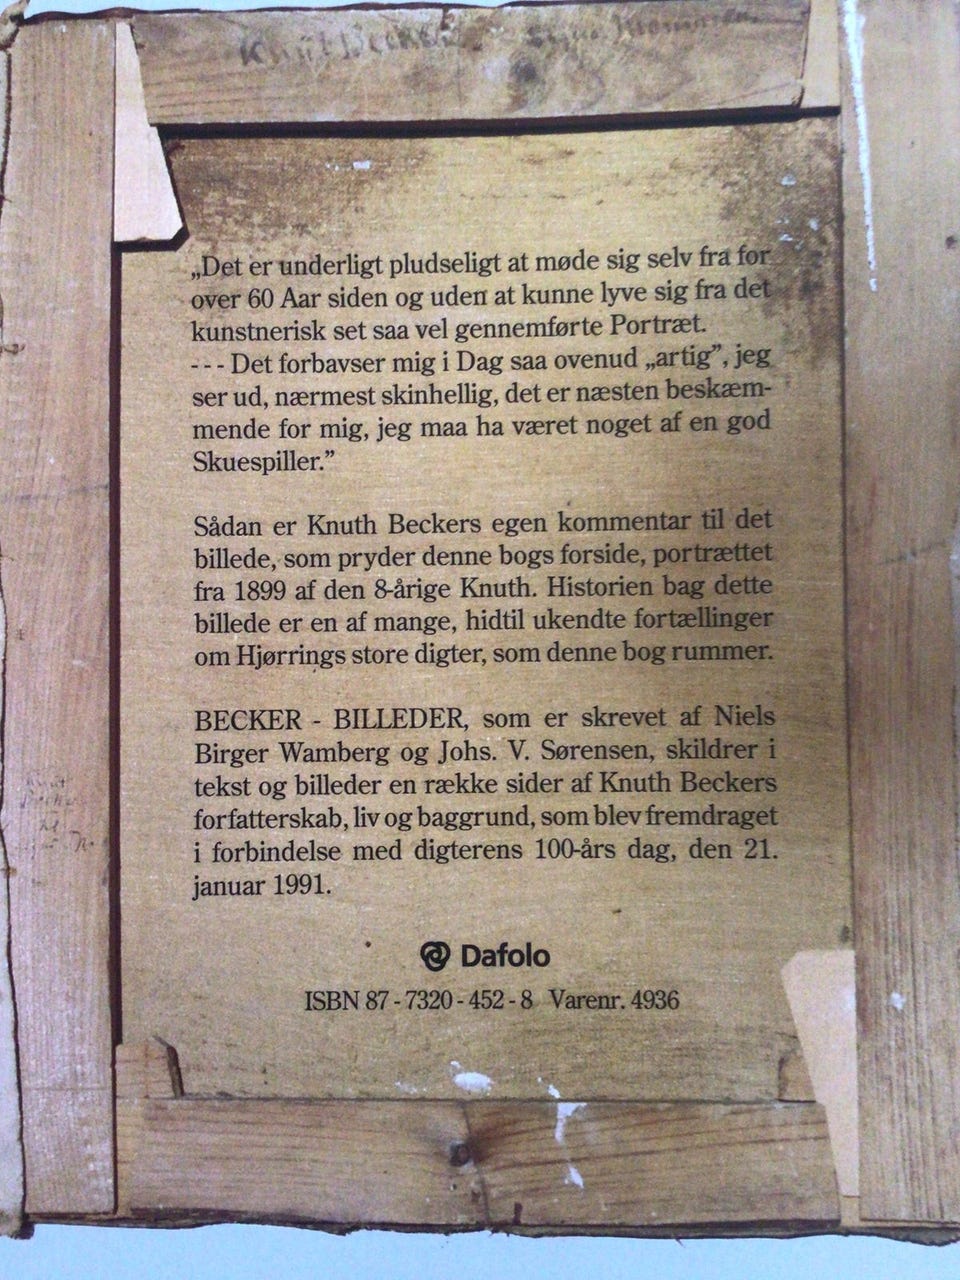 Knut Becker
„Det er underligt pludseligt at møde sig selv fra for
over 60 Aar siden og uden at kunne lyve sig fra det
kunstnerisk set saa vel gennemførte Portræt.
- - - Det forbavser mig i Dag saa ovenud „artig”, jeg
ser ud, nærmest skinhellig, det er næsten beskæm-
mende for mig, jeg maa ha været noget af en god
Skuespiller.”
Sådan er Knuth Beckers egen kommentar til det
billede, som pryder denne bogs forside, portrættet
fra 1899 af den 8-årige Knuth. Historien bag dette
billede er en af mange, hidtil ukendte fortællinger
om Hjørrings store digter, som denne bog rummer.
BECKER - BILLEDER, som er skrevet af Niels
Birger Wamberg og Johs. V. Sørensen, skildrer i
tekst og billeder en række sider af Knuth Beckers
forfatterskab, liv og baggrund, som blev fremdraget
i forbindelse med digterens 100-års dag, den 21.
januar 1991.
Dafolo
ISBN 87 - 7320 - 452 - 8 Varenr. 4936